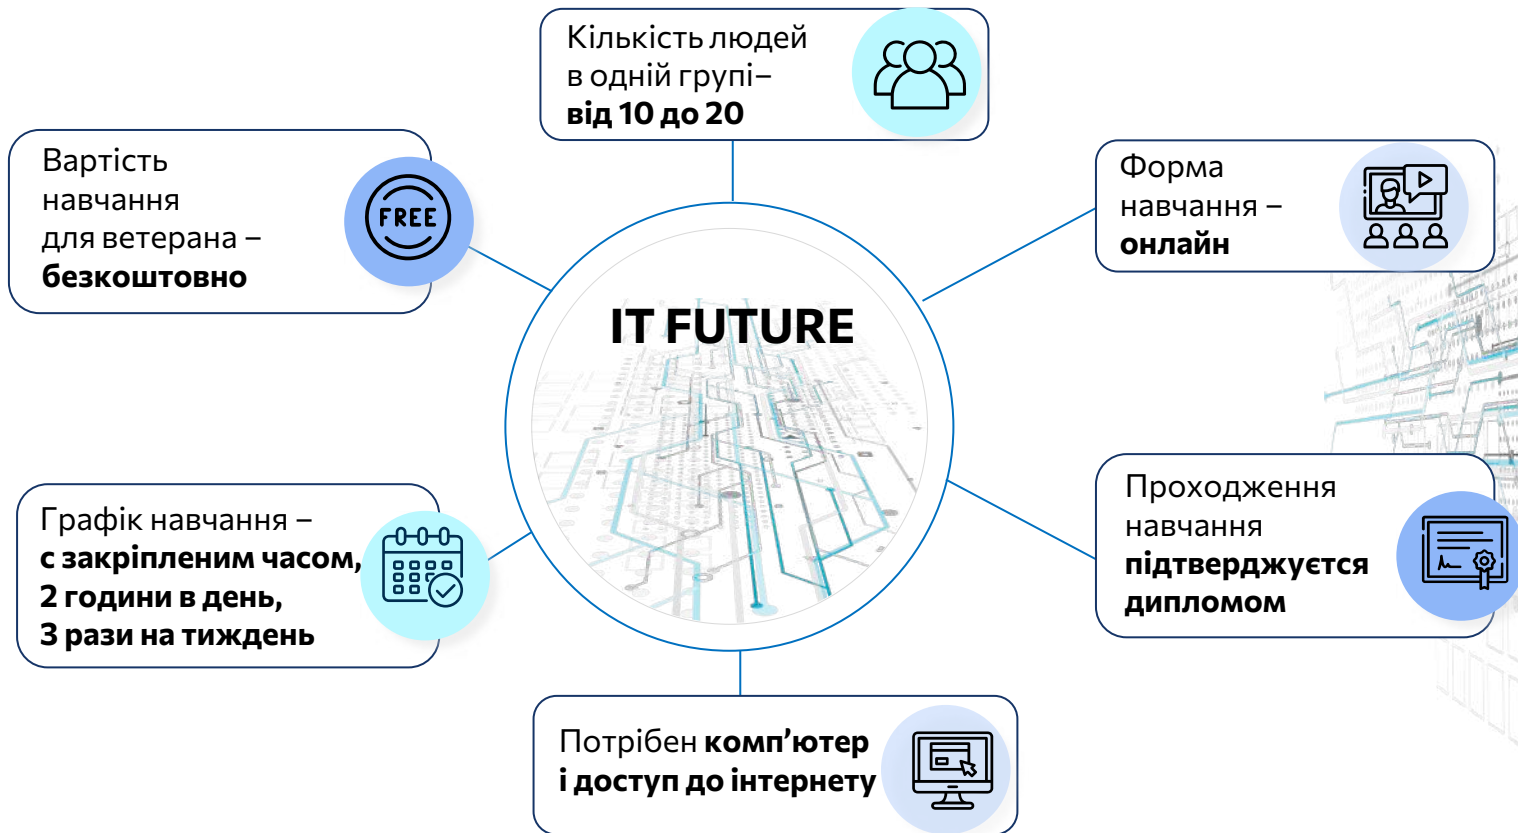 Кількість людей
в одній групі–
від 10 до 20
Вартість
навчання
для ветерана –
безкоштовно
FREE
Форма
навчання –
онлайн
IT FUTURE
Графік навчання –
с закріпленим часом,
2 години в день,
3 рази на тиждень
Проходження
навчання
підтверджуєтся
дипломом
Потрібен комп’ютер
і доступ до інтернету